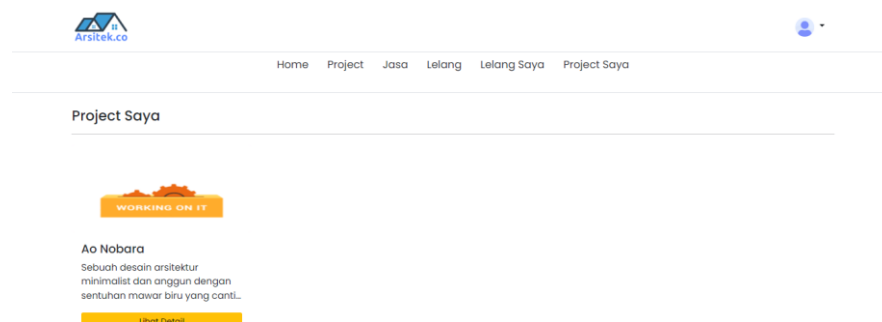 Arsitek.co
Home Project Jasa Lelang Lelang Saya Project Saya
Project Saya
WORKING ON IT
Ao Nobara
Sebuah desain arsitektur
minimalist dan anggun dengan
sentuhan mawar biru yang canti...
Lihat Detail